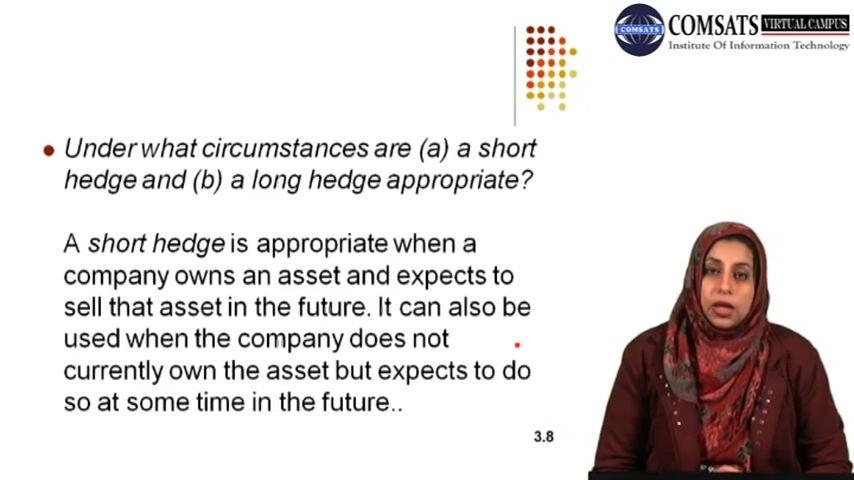 COMSATS VIRTUAL CAMPUS
COMSATS
Institute Of Information Technology
Under what circumstances are (a) a short
hedge and (b) a long hedge appropriate?
A short hedge is appropriate when a
company owns an asset and expects to
sell that asset in the future. It can also be
used when the company does not
currently own the asset but expects to do
so at some time in the future..
3.8